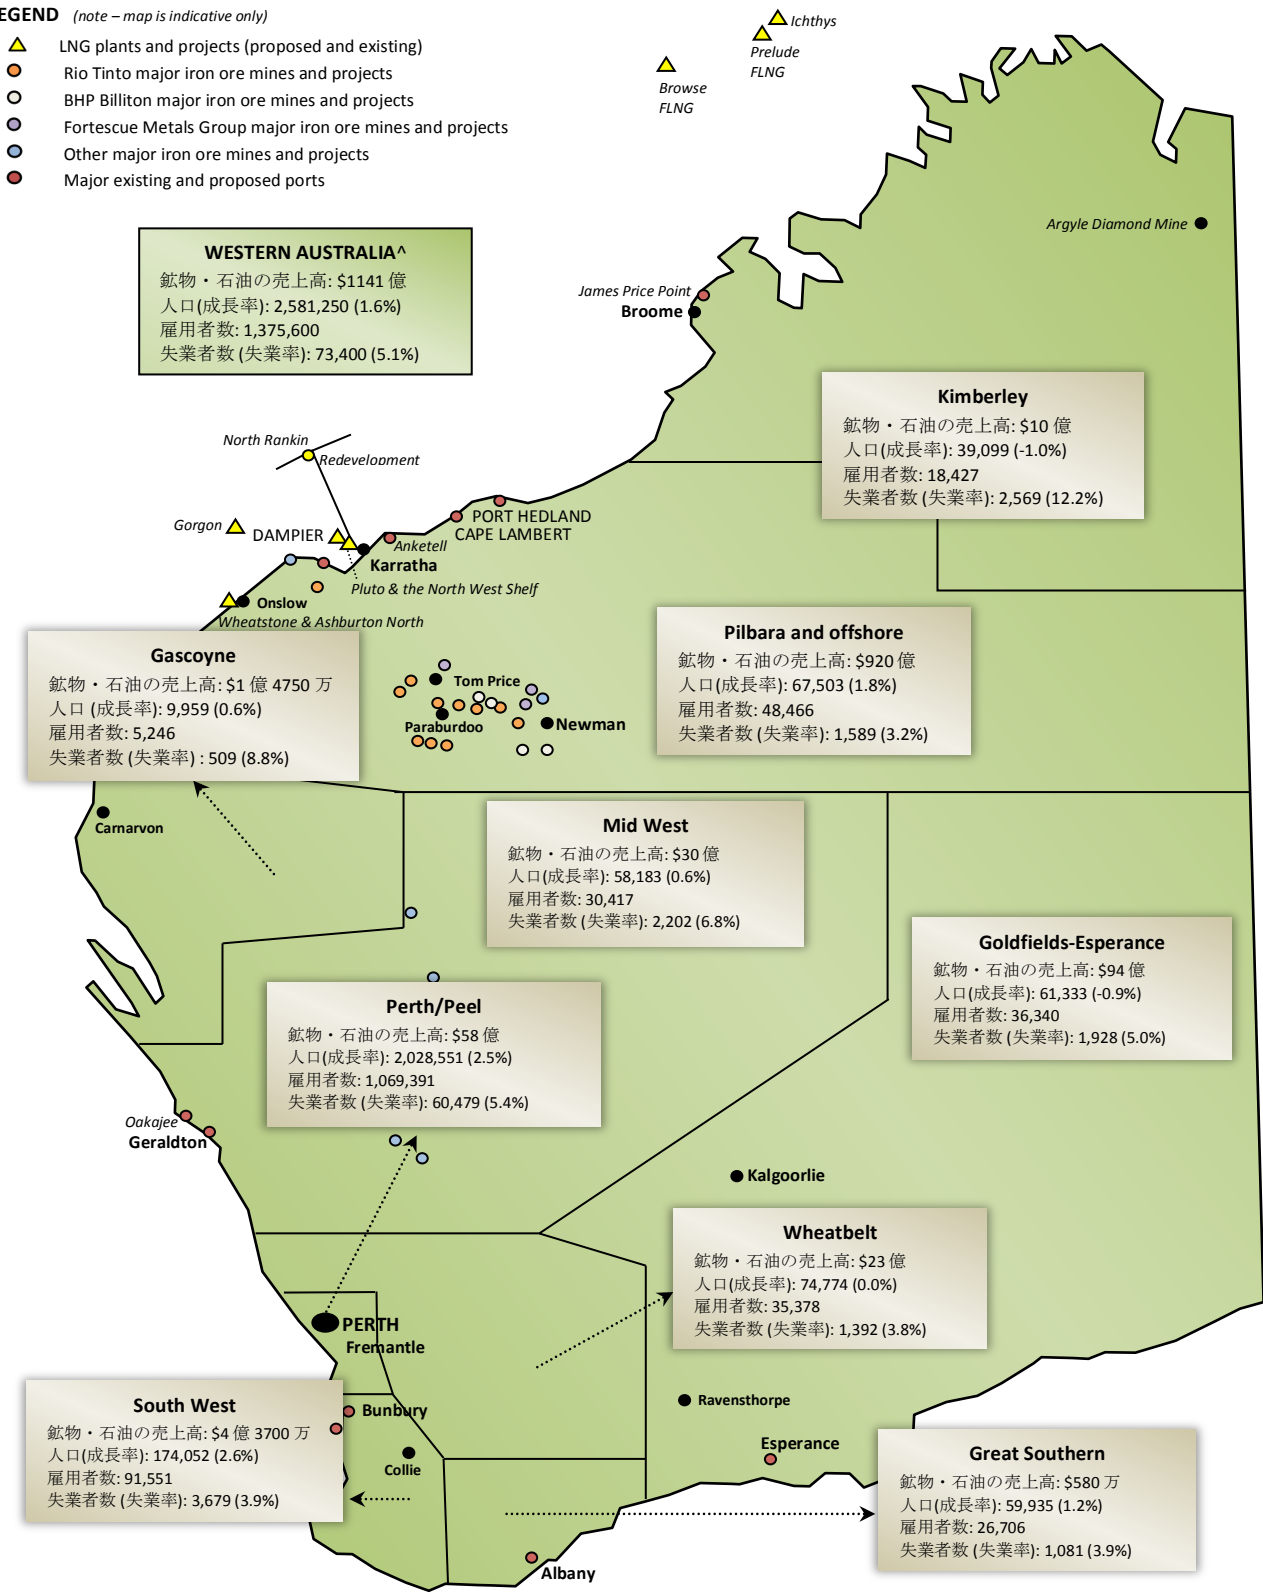 LEGEND (note – map is indicative only)
LNG plants and projects (proposed and existing)
Rio Tinto major iron ore mines and projects
BHP Billiton major iron ore mines and projects
Fortescue Metals Group major iron ore mines and projects
Other major iron ore mines and projects
Major existing and proposed ports
Ichthys
Prelude
FLNG
Browse
FLNG
Argyle Diamond Mine
WESTERN AUSTRALIA^
鉱物・石油の売上高: $1141 億
人口(成長率): 2,581,250 (1.6%)
雇用者数: 1,375,600
失業者数 (失業率): 73,400 (5.1%)
James Price Point
Broome
Kimberley
鉱物・石油の売上高: $10 億
人口(成長率): 39,099 (-1.0%)
雇用者数: 18,427
失業者数 (失業率): 2,569 (12.2%)
North Rankin
Redevelopment
Gorgon
DAMPIER
PORT HEDLAND
CAPE LAMBERT
Anketell
Karratha
Pluto & the North West Shelf
Onslow
Wheatstone & Ashburton North
Gascoyne
鉱物・石油の売上高: $1 億 4750 万
人口 (成長率): 9,959 (0.6%)
雇用者数: 5,246
失業者数 (失業率) : 509 (8.8%)
Tom Price
Paraburdoo
Newman
Pilbara and offshore
鉱物・石油の売上高: $920 億
人口(成長率): 67,503 (1.8%)
雇用者数: 48,466
失業者数 (失業率): 1,589 (3.2%)
Carnarvon
Mid West
鉱物・石油の売上高: $30 億
人口(成長率): 58,183 (0.6%)
雇用者数: 30,417
失業者数 (失業率): 2,202 (6.8%)
Goldfields-Esperance
鉱物・石油の売上高: $94 億
人口(成長率): 61,333 (-0.9%)
雇用者数: 36,340
失業者数 (失業率): 1,928 (5.0%)
Perth/Peel
鉱物・石油の売上高: $58 億
人口(成長率): 2,028,551 (2.5%)
雇用者数: 1,069,391
失業者数 (失業率): 60,479 (5.4%)
Oakajee
Geraldton
Kalgoorlie
Wheatbelt
鉱物・石油の売上高: $23 億
人口(成長率): 74,774 (0.0%)
雇用者数: 35,378
失業者数 (失業率): 1,392 (3.8%)
PERTH
Fremantle
South West
鉱物・石油の売上高: $4 億 3700 万
人口(成長率): 174,052 (2.6%)
雇用者数: 91,551
失業者数 (失業率): 3,679 (3.9%)
Bunbury
Collie
Ravensthorpe
Esperance
Great Southern
鉱物・石油の売上高: $580 万
人口(成長率): 59,935 (1.2%)
雇用者数: 26,706
失業者数 (失業率): 1,081 (3.9%)
Albany